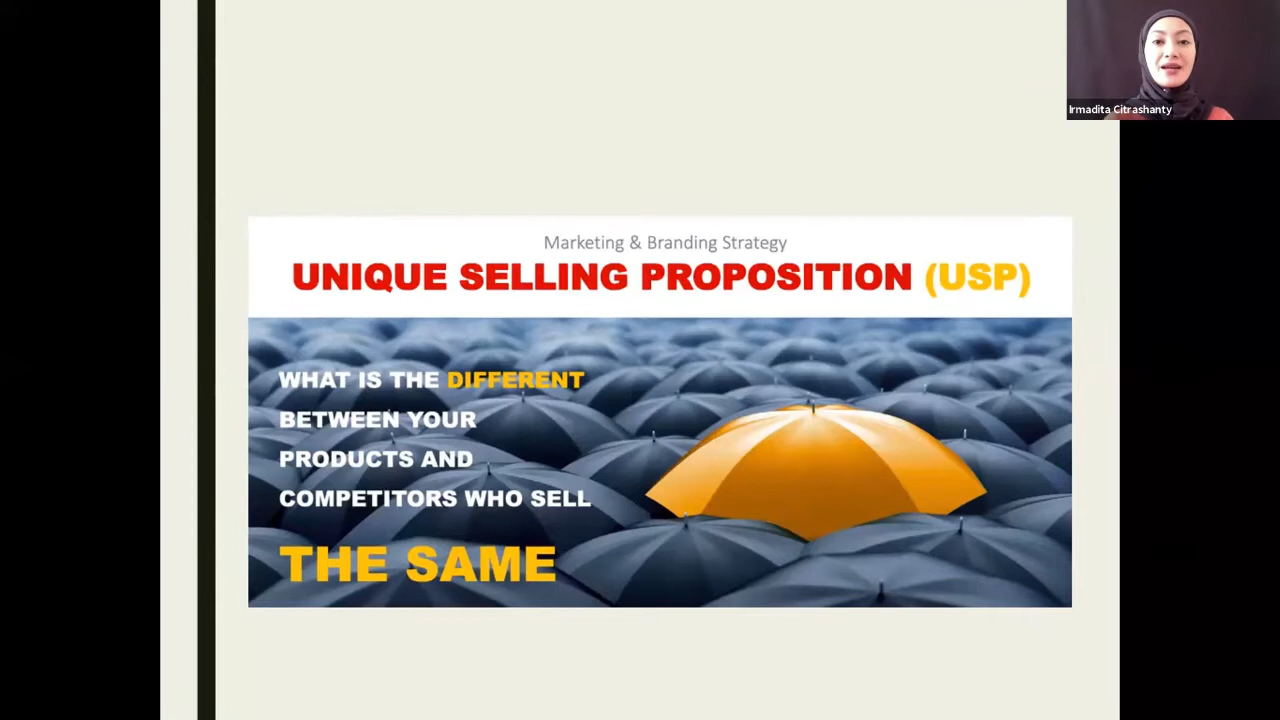 Irmadita Citrashanty
Marketing & Branding Strategy
UNIQUE SELLING PROPOSITION (USP)
WHAT IS THE DIFFERENT
BETWEEN YOUR
PRODUCTS AND
COMPETITORS WHO SELL
THE SAME